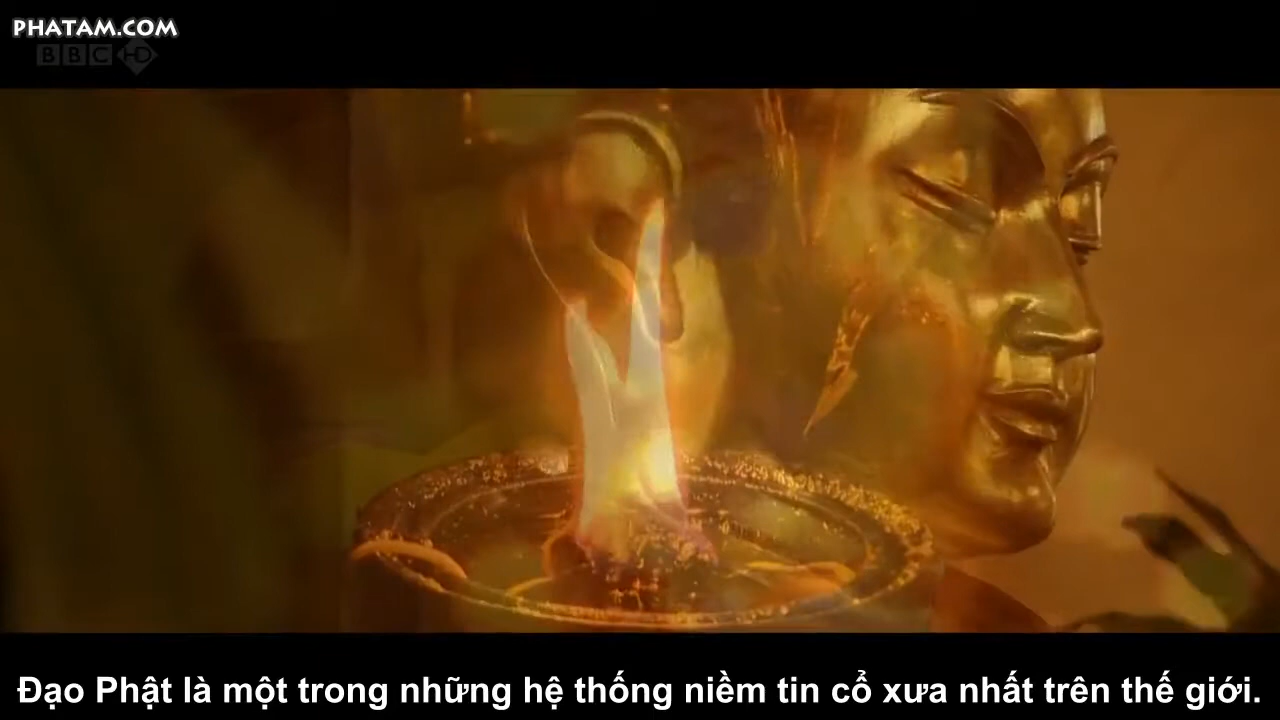 PHATAM.COM
BBC HD
Đạo Phật là một trong những hệ thống niềm tin cổ xưa nhất trên thế giới.